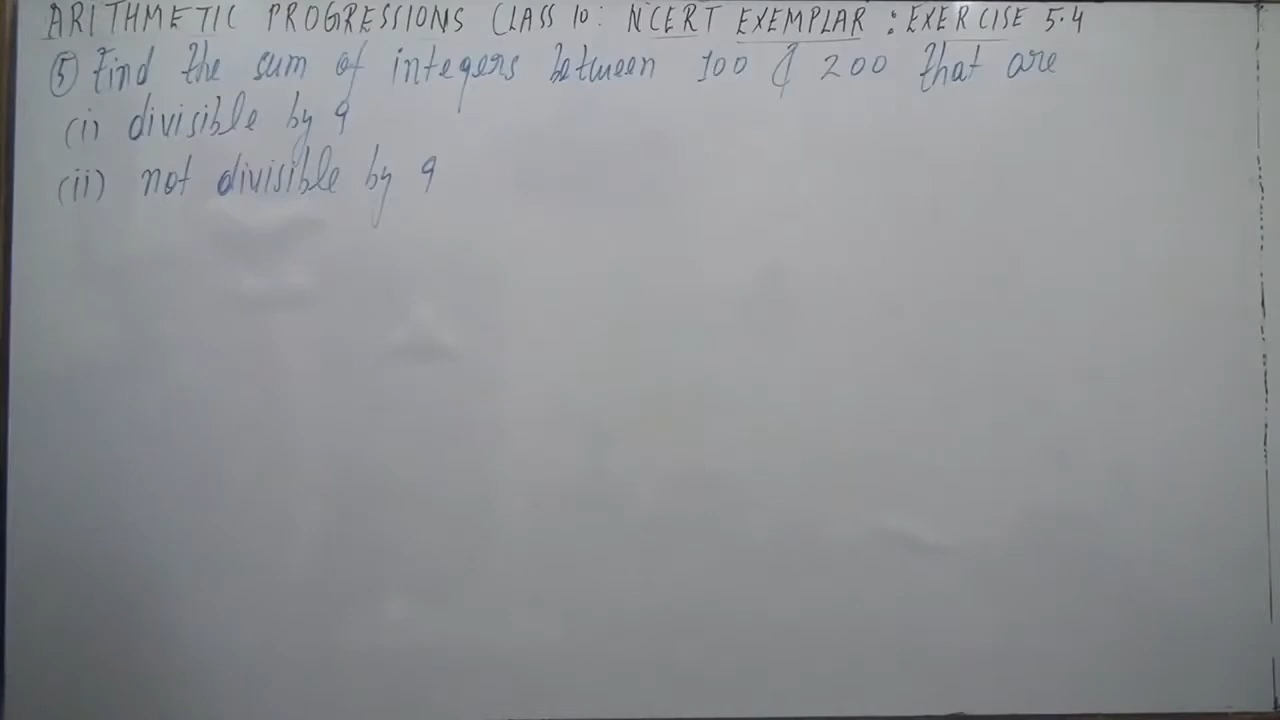 ARITHMETIC PROGRESSIONS CLASS 10: NCERT EXEMPLAR : EXERCISE 5.4
⑤ Find the sum of integers between 100 & 200 that are
(i) divisible by 9
(ii) not divisible by 9